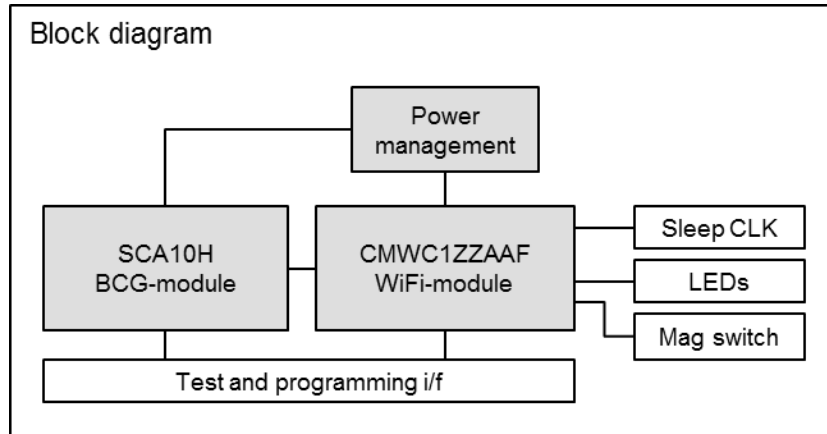 Block diagram
Power
management
SCA10H
BCG-module
CMWC1ZZAAF
WiFi-module
Sleep CLK
LEDs
Mag switch
Test and programming i/f